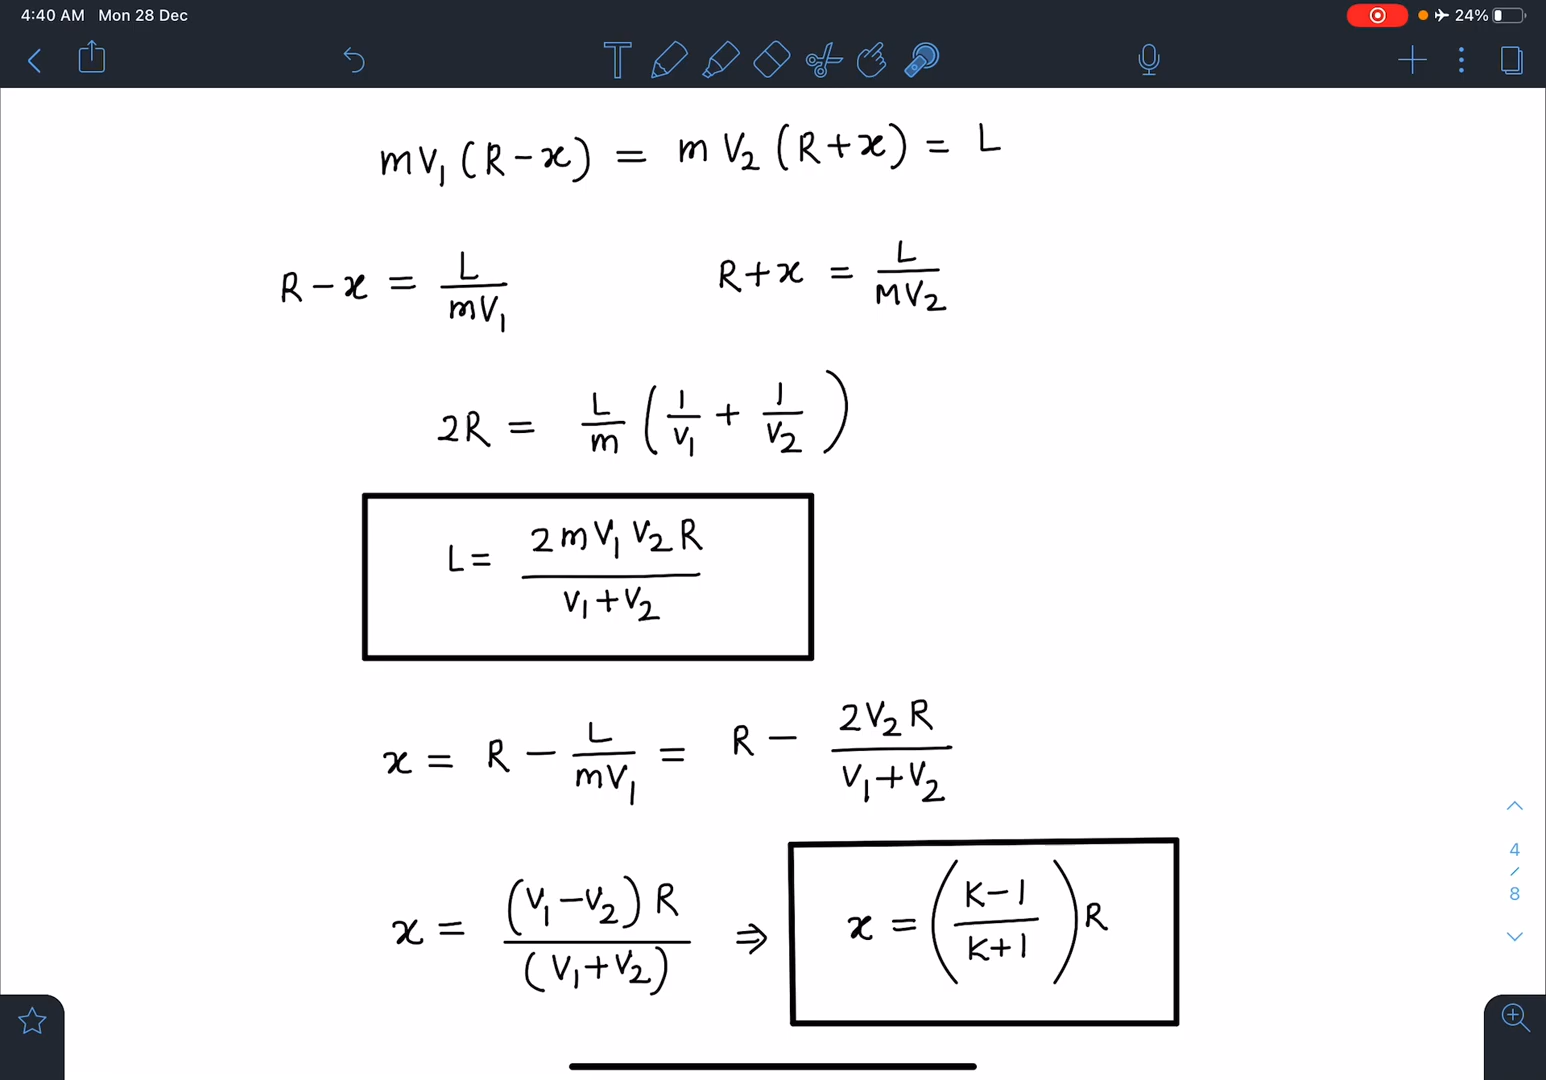 4:40 AM Mon 28 Dec 24%
mV₁(R-x) = mV₂(R+x) = L
R-x = L/mV₁ R+x = L/MV₂
2R = L/m (1/V₁ + 1/V₂)
L = 2mV₁V₂R/V₁+V₂
x = R - L/mV₁ = R - 2V₂R/V₁+V₂
x = (V₁-V₂)R/(V₁+V₂) ⇒ x = (K-1/K+1)R
4
/
8